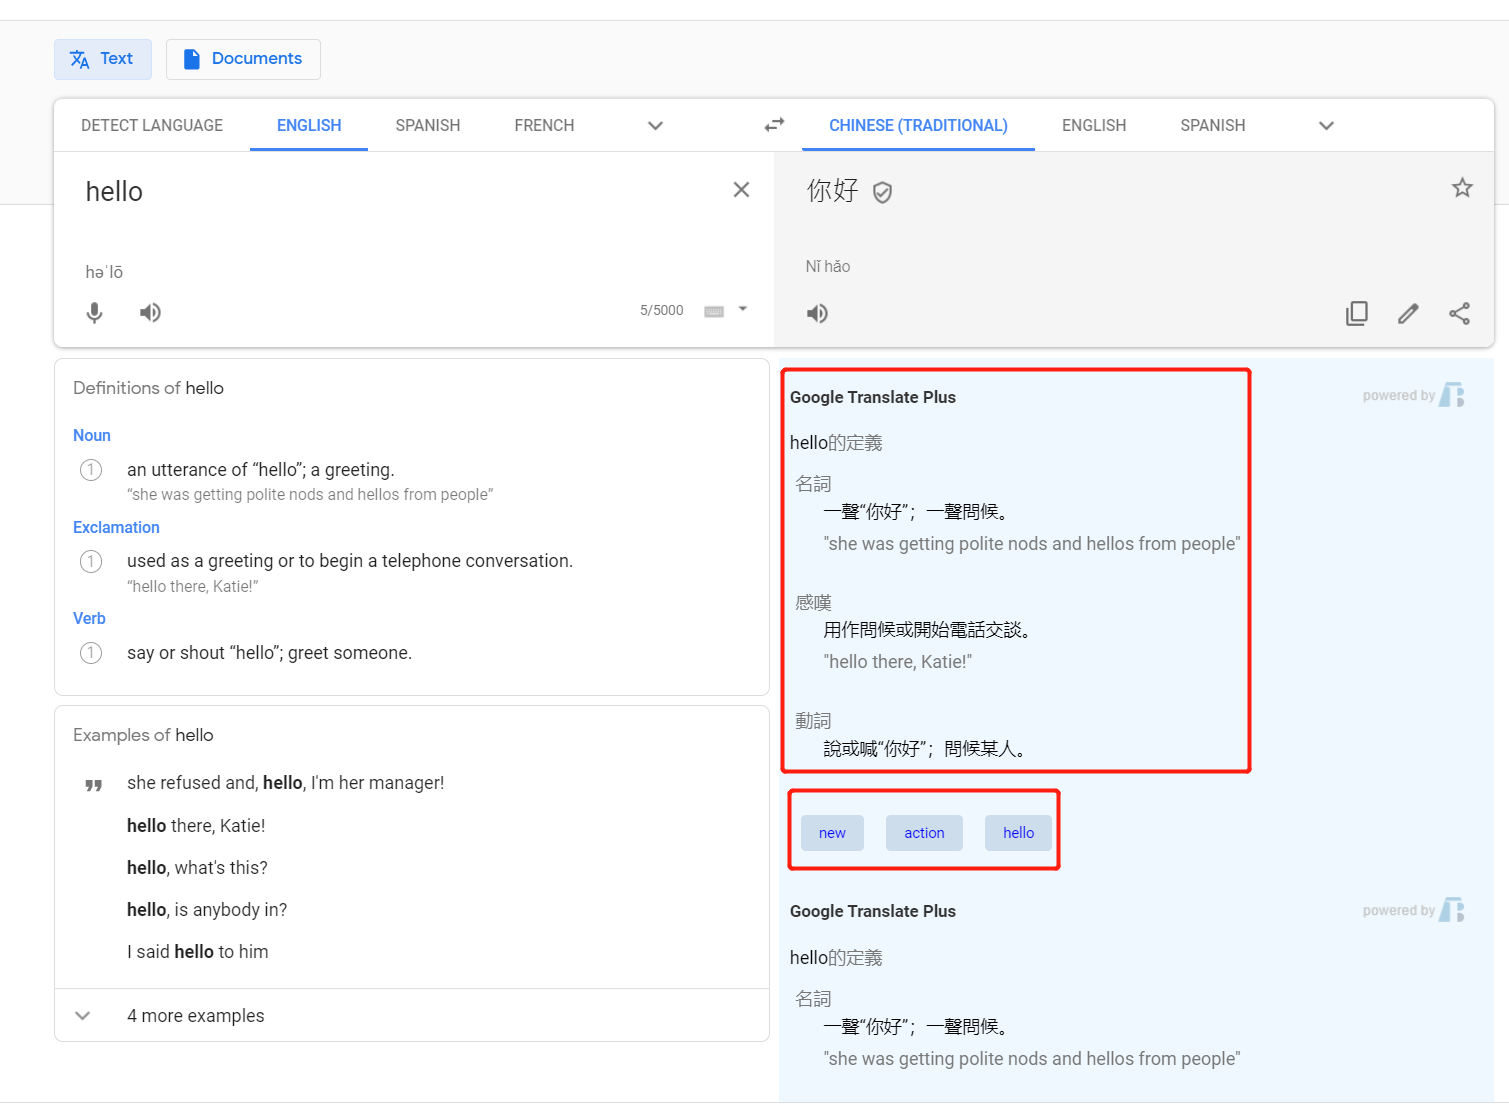 Text
Documents
DETECT LANGUAGE
ENGLISH
SPANISH
FRENCH
CHINESE (TRADITIONAL)
ENGLISH
SPANISH
hello
həˈlō
5/5000
你好
Nǐ hǎo
Definitions of hello
Noun
1
an utterance of “hello”; a greeting.
“she was getting polite nods and hellos from people”
Exclamation
1
used as a greeting or to begin a telephone conversation.
“hello there, Katie!”
Verb
1
say or shout “hello”; greet someone.
Examples of hello
she refused and, hello, I'm her manager!
hello there, Katie!
hello, what's this?
hello, is anybody in?
I said hello to him
4 more examples
Google Translate Plus
powered by
hello的定義
名詞
一聲“你好”；一聲問候。
"she was getting polite nods and hellos from people"
感嘆
用作問候或開始電話交談。
"hello there, Katie!"
動詞
說或喊“你好”；問候某人。
new
action
hello
Google Translate Plus
powered by
hello的定義
名詞
一聲“你好”；一聲問候。
"she was getting polite nods and hellos from people"